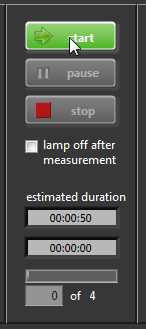 start
pause
stop
lamp off after
measurement
estimated duration
00:00:50
00:00:00
0 of 4